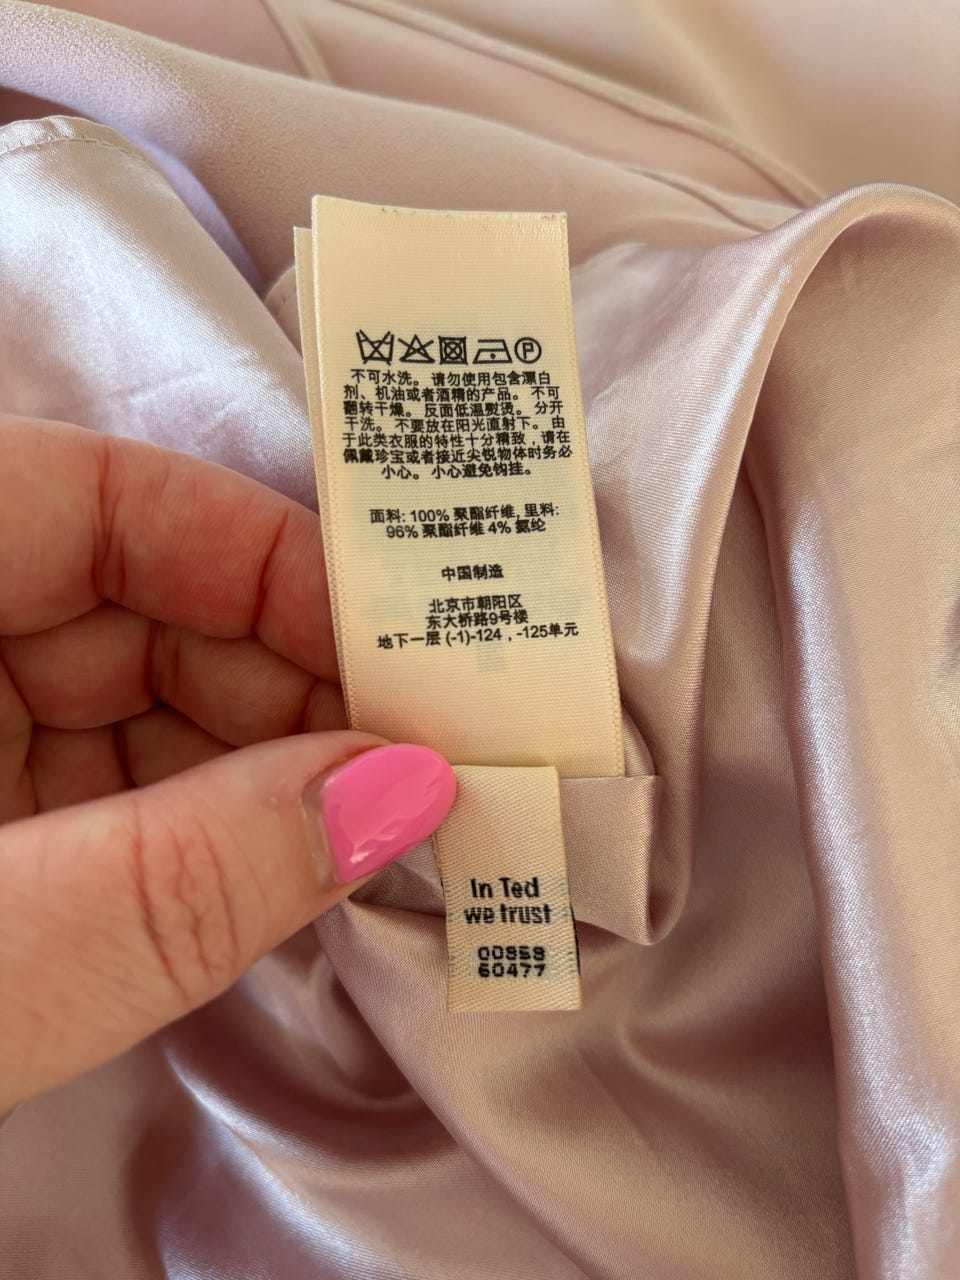 不可水洗。请勿使用包含漂白
剂、机油或者酒精的产品。不可
翻转干燥。反面低温熨烫。分开
干洗。不要放在阳光直射下。由
于此类衣服的特性十分精致，请在
佩戴珍宝或者接近尖锐物体时务必
小心。小心避免钩挂。
面料: 100% 聚酯纤维, 里料:
96% 聚酯纤维 4% 氨纶
中国制造
北京市朝阳区
东大桥路9号楼
地下一层 (-1)-124 , -125单元
In Ted
we trust
00858
60477